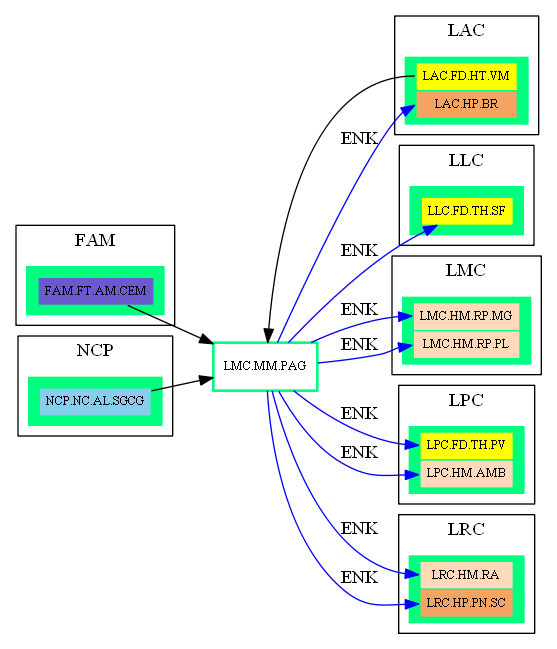 LAC
LAC.FD.HT.VM
LAC.HP.BR
ENK
LLC
LLC.FD.TH.SF
ENK
FAM
FAM.FT.AM.CEM
LMC
LMC.HM.RP.MG
LMC.HM.RP.PL
ENK
ENK
NCP
NCP.NC.AL.SGCG
LMC.MM.PAG
LPC
LPC.FD.TH.PV
LPC.HM.AMB
ENK
ENK
LRC
LRC.HM.RA
LRC.HP.PN.SC
ENK
ENK